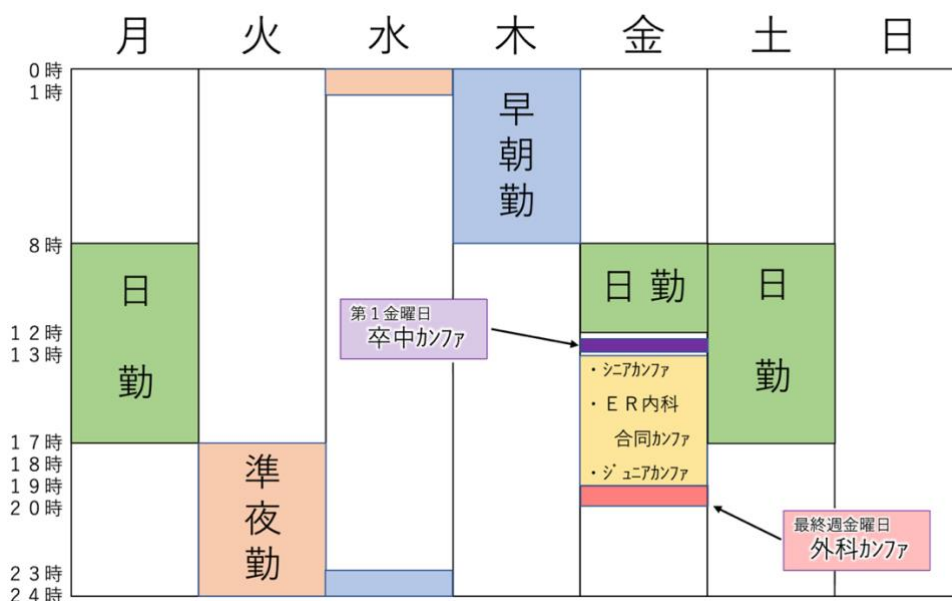 月 火 水 木 金 土 日
0時
1時
8時
12時
13時
17時
18時
19時
20時
23時
24時
日勤
準夜勤
早朝勤
日勤
第1金曜日
卒中ｶﾝﾌｧ
・ｼﾆｱｶﾝﾌｧ
・ＥＲ内科
合同ｶﾝﾌｧ
・ｼﾞｭﾆｱｶﾝﾌｧ
日勤
最終週金曜日
外科ｶﾝﾌｧ